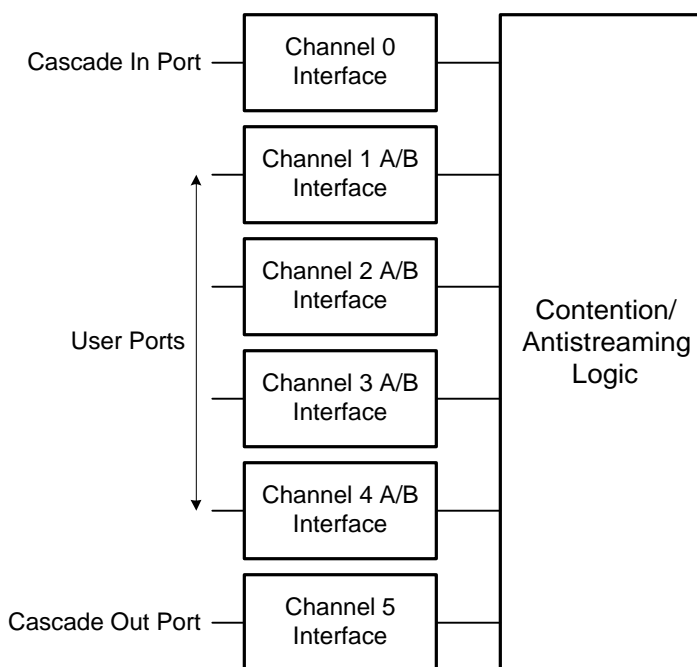 Cascade In Port
Channel 0
Interface
Channel 1 A/B
Interface
Channel 2 A/B
Interface
User Ports
Channel 3 A/B
Interface
Channel 4 A/B
Interface
Cascade Out Port
Channel 5
Interface
Contention/
Antistreaming
Logic